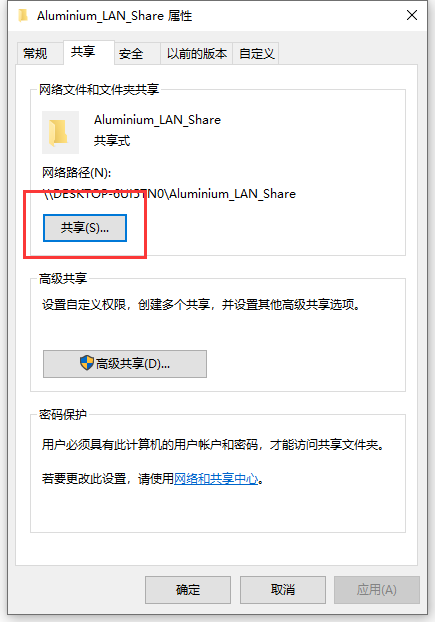 Aluminium_LAN_Share 属性
常规 共享 安全 以前的版本 自定义
网络文件和文件夹共享
Aluminium_LAN_Share
共享式
网络路径(N):
\\DESKTOP-6UI5TN0\Aluminium_LAN_Share
共享(S)...
高级共享
设置自定义权限，创建多个共享，并设置其他高级共享选项。
高级共享(D)...
密码保护
用户必须具有此计算机的用户帐户和密码，才能访问共享文件夹。
若要更改此设置，请使用网络和共享中心。
确定 取消 应用(A)